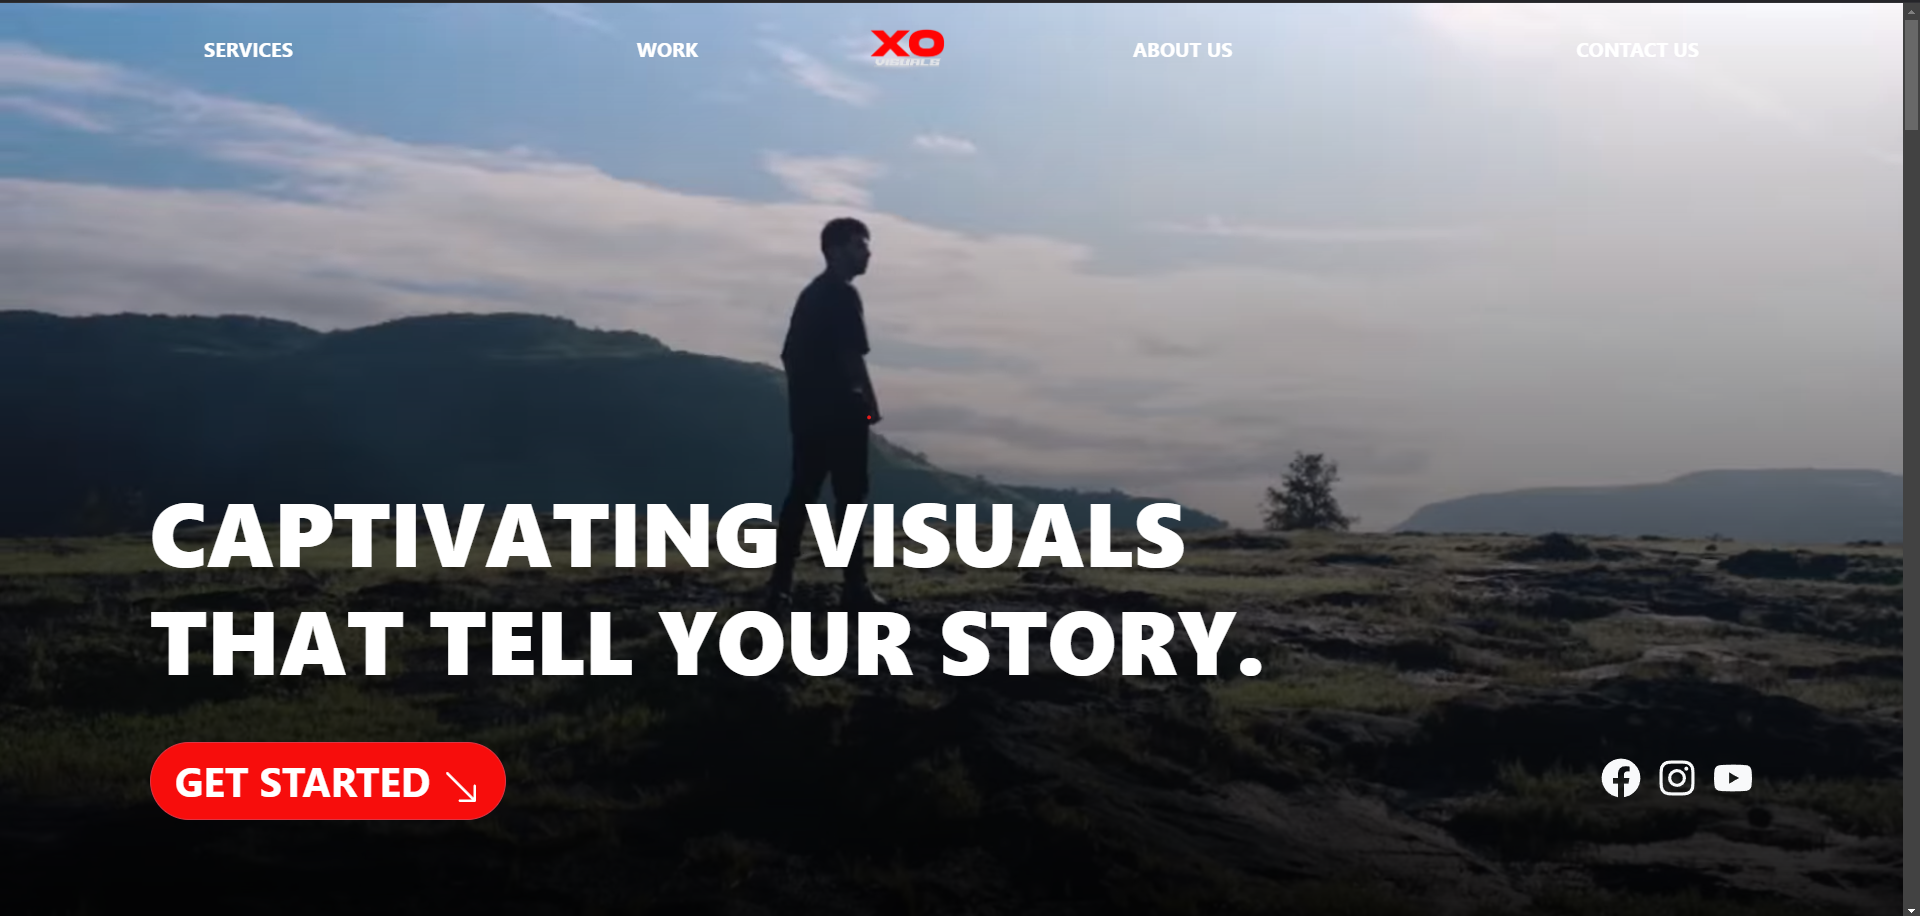 SERVICES
WORK
XO
VISUALS
ABOUT US
CONTACT US
CAPTIVATING VISUALS
THAT TELL YOUR STORY.
GET STARTED